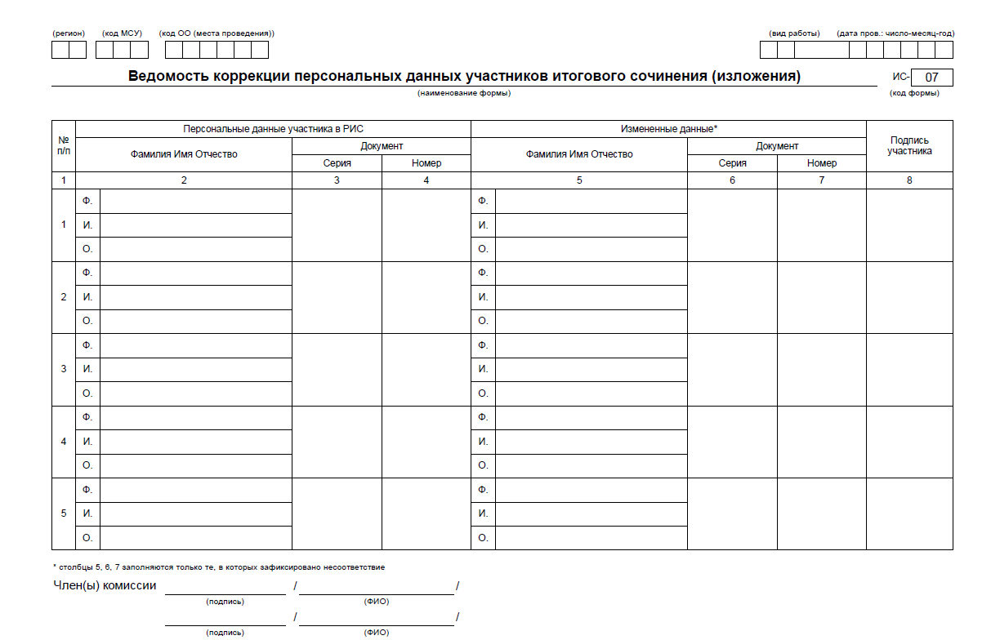 (регион) (код МСУ) (код ОО (места проведения)) (вид работы) (дата пров.: число-месяц-год)
Ведомость коррекции персональных данных участников итогового сочинения (изложения) ИС- 07
(наименование формы) (код формы)
№ п/п Персональные данные участника в РИС Измененные данные* Подпись участника
Фамилия Имя Отчество Документ Фамилия Имя Отчество Документ
Серия Номер Серия Номер
1 2 3 4 5 6 7 8
Ф. Ф.
1 И. И.
О. О.
Ф. Ф.
2 И. И.
О. О.
Ф. Ф.
3 И. И.
О. О.
Ф. Ф.
4 И. И.
О. О.
Ф. Ф.
5 И. И.
О. О.
* столбцы 5, 6, 7 заполняются только те, в которых зафиксировано несоответствие
Член(ы) комиссии / /
(подпись) (ФИО)
/ /
(подпись) (ФИО)